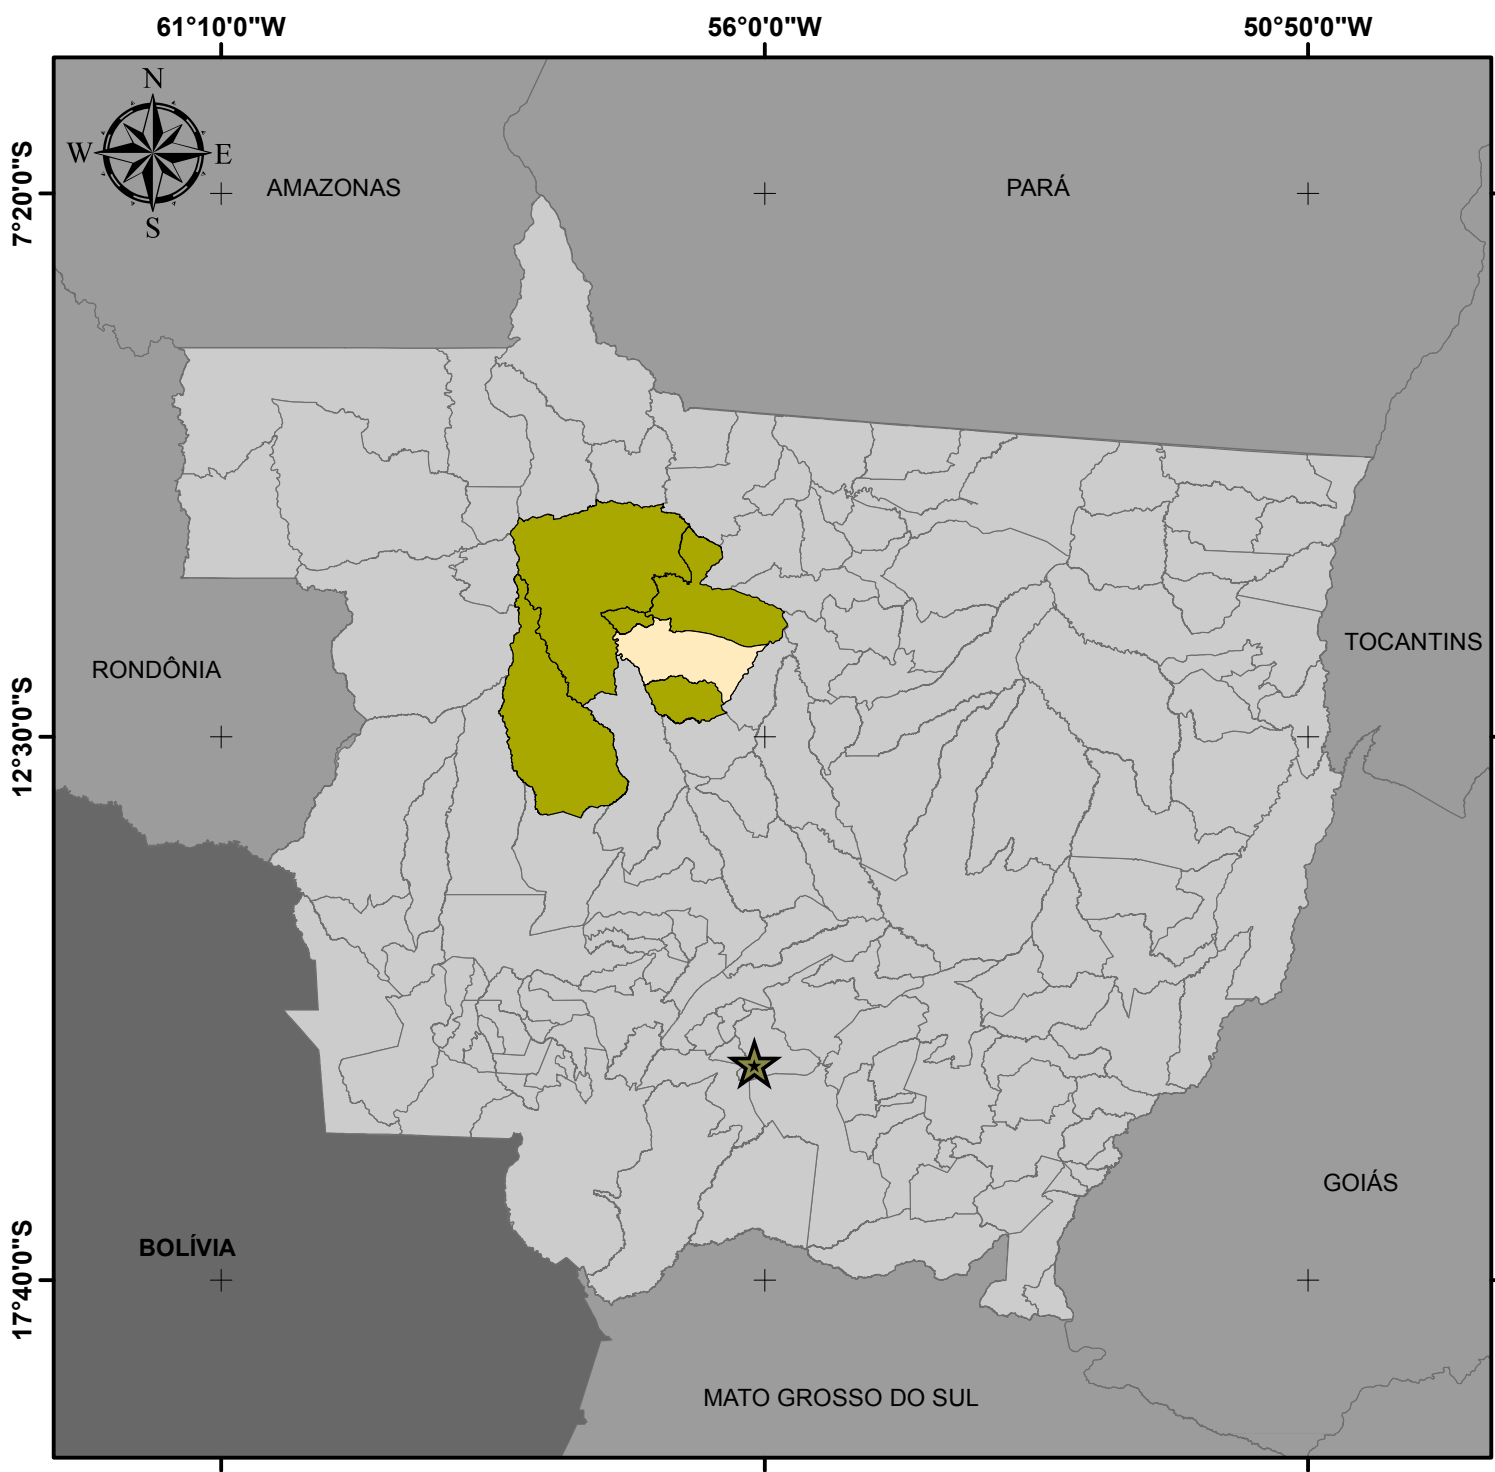 61°10'0"W 56°0'0"W 50°50'0"W
N
W E
S
7°20'0"S
AMAZONAS PARÁ
TOCANTINS
RONDÔNIA
12°30'0"S
GOIÁS
BOLÍVIA
17°40'0"S
MATO GROSSO DO SUL